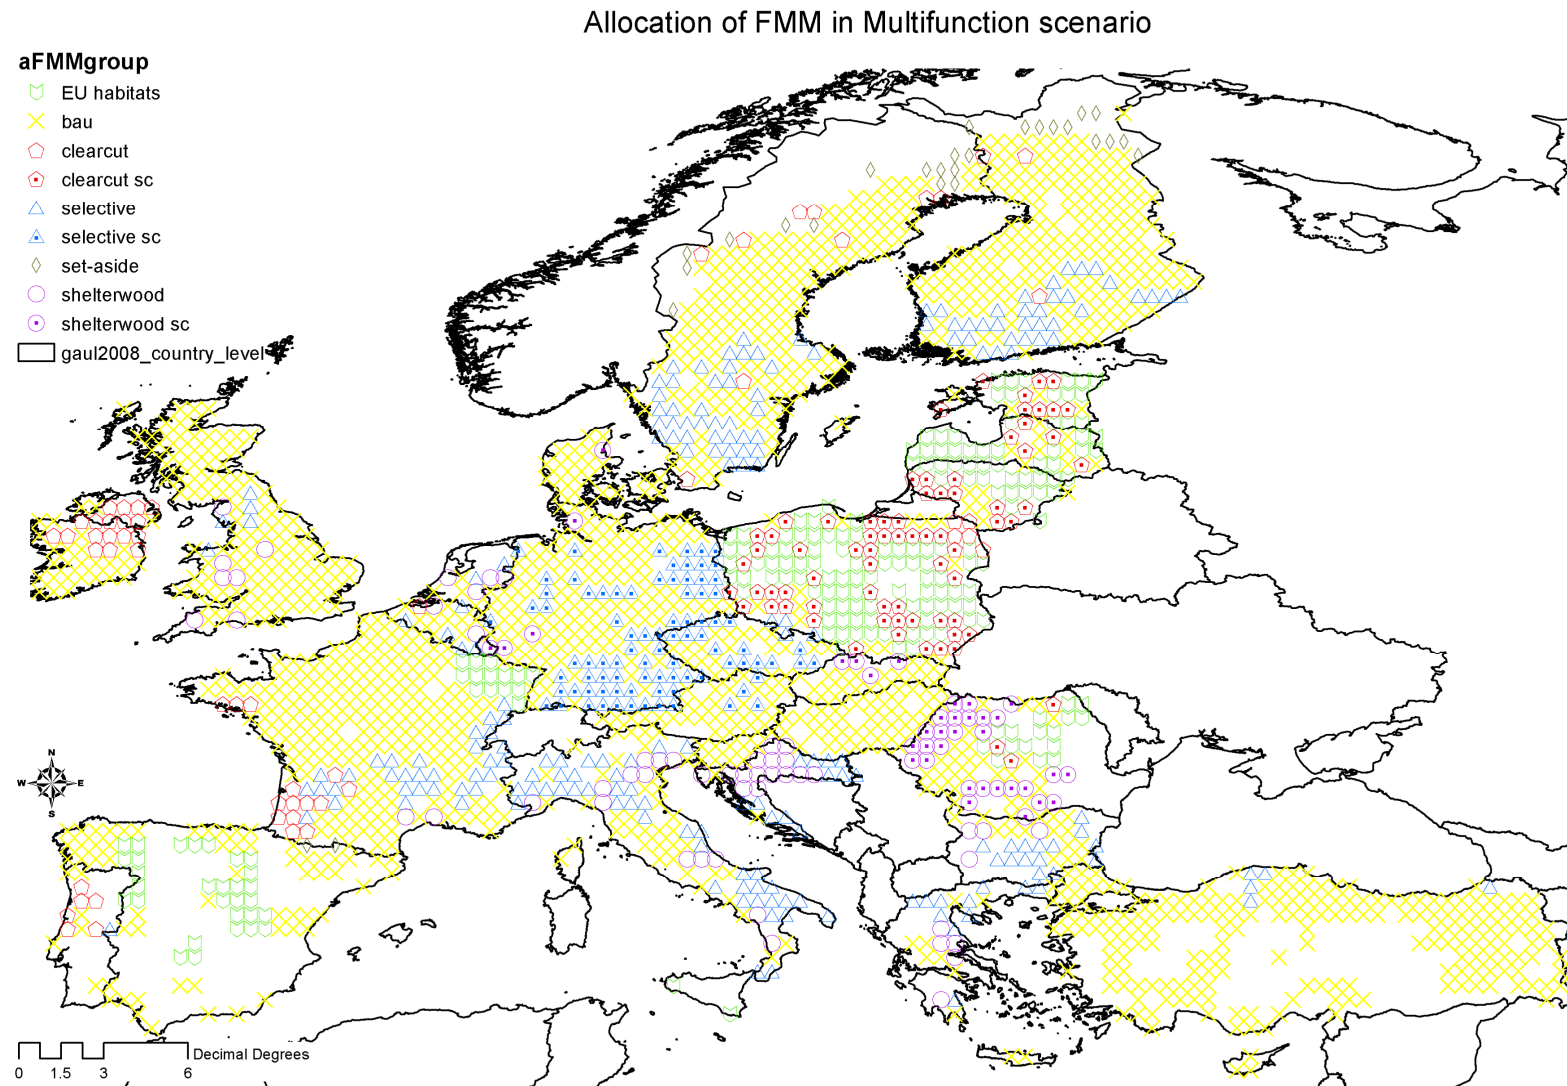 Allocation of FMM in Multifunction scenario
aFMMgroup
EU habitats
bau
clearcut
clearcut sc
selective
selective sc
set-aside
shelterwood
shelterwood sc
gaul2008_country_level
N
W E
S
Decimal Degrees
0 1.5 3 6